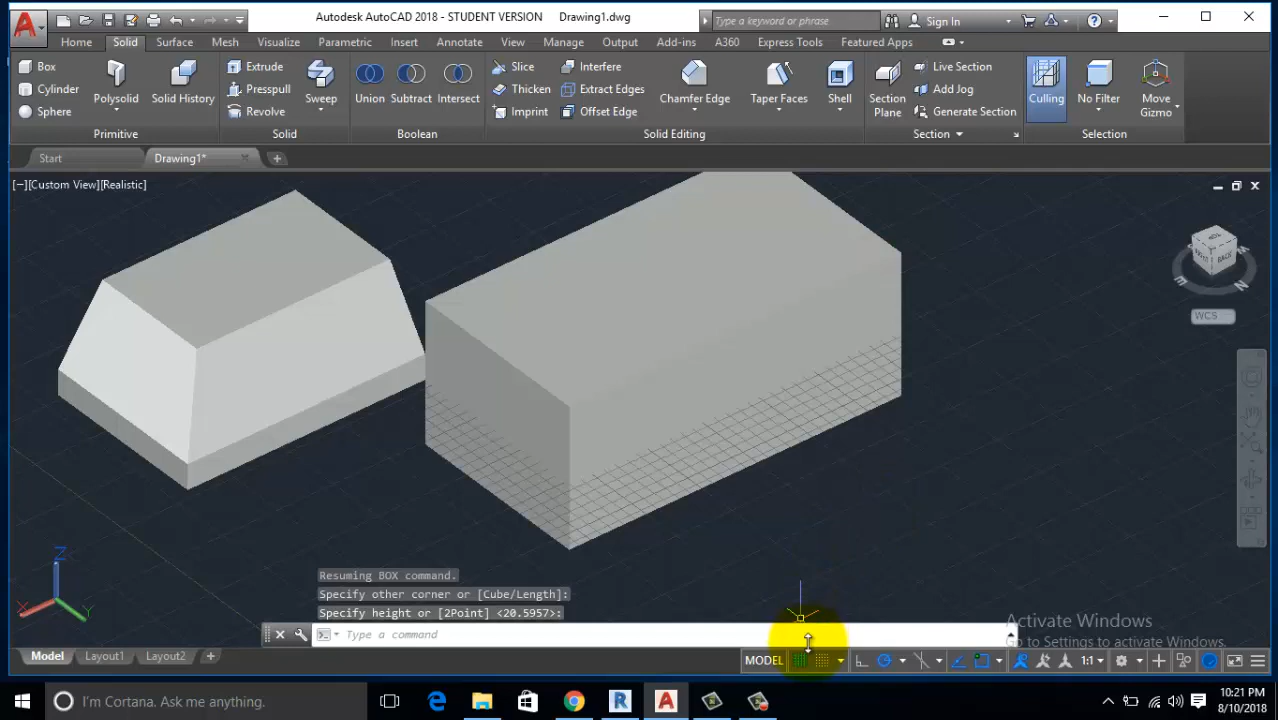 Autodesk AutoCAD 2018 - STUDENT VERSION Drawing1.dwg
Type a keyword or phrase
Sign In
Home Solid Surface Mesh Visualize Parametric Insert Annotate View Manage Output Add-ins A360 Express Tools Featured Apps
Box
Cylinder
Sphere
Polysolid
Solid History
Extrude
Presspull
Revolve
Sweep
Union
Subtract
Intersect
Slice
Thicken
Imprint
Interfere
Extract Edges
Offset Edge
Chamfer Edge
Taper Faces
Shell
Section
Plane
Live Section
Add Jog
Generate Section
Culling
No Filter
Move
Gizmo
Primitive
Solid
Boolean
Solid Editing
Section
Selection
Start
Drawing1*
[−][Custom View][Realistic]
BACK
E
N
WCS
Z
X
Y
Resuming BOX command.
Specify other corner or [Cube/Length]:
Specify height or [2Point] <20.5957>:
Type a command
Activate Windows
Go to Settings to activate Windows.
Model Layout1 Layout2
MODEL
1:1
I'm Cortana. Ask me anything.
10:21 PM
8/10/2018